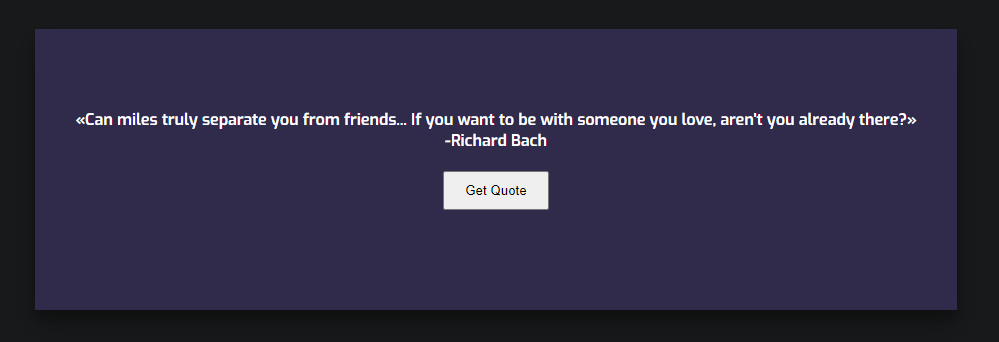 «Can miles truly separate you from friends... If you want to be with someone you love, aren't you already there?»
-Richard Bach
Get Quote